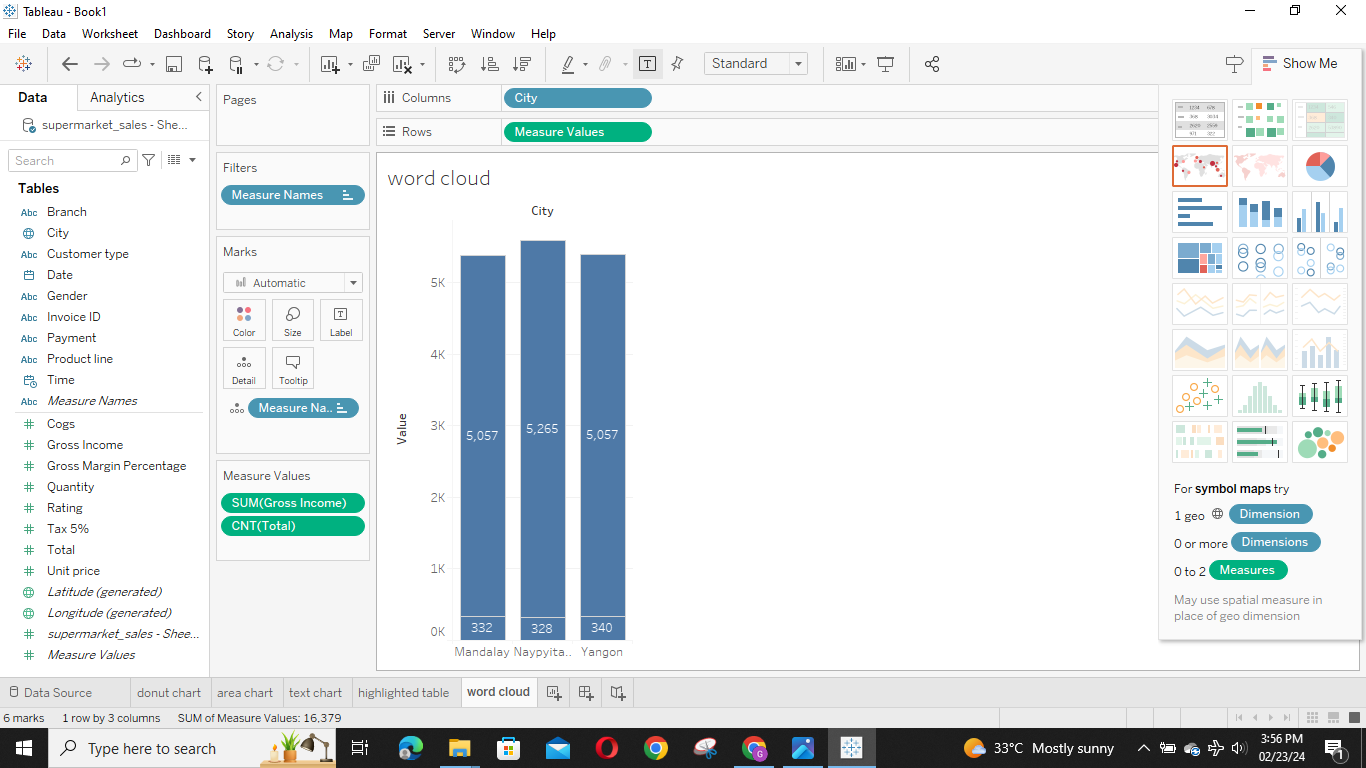 Tableau - Book1
File Data Worksheet Dashboard Story Analysis Map Format Server Window Help
Standard
Show Me
Data Analytics
supermarket_sales - She...
Search
Tables
Abc Branch
City
Abc Customer type
Date
Abc Gender
Abc Invoice ID
Abc Payment
Abc Product line
Time
Abc Measure Names
# Cogs
# Gross Income
# Gross Margin Percentage
# Quantity
# Rating
# Tax 5%
# Total
# Unit price
Latitude (generated)
Longitude (generated)
# supermarket_sales - Shee...
# Measure Values
Pages
Filters
Measure Names
Marks
Automatic
Color Size Label
Detail Tooltip
Measure Na..
Measure Values
SUM(Gross Income)
CNT(Total)
Columns City
Rows Measure Values
word cloud
City
Value
5K
4K
3K
2K
1K
0K
5,057 5,265 5,057
332 328 340
Mandalay Naypyita.. Yangon
For symbol maps try
1 geo Dimension
0 or more Dimensions
0 to 2 Measures
May use spatial measure in
place of geo dimension
Data Source donut chart area chart text chart highlighted table word cloud
6 marks 1 row by 3 columns SUM of Measure Values: 16,379
Type here to search
33°C Mostly sunny
3:56 PM
02/23/24
1